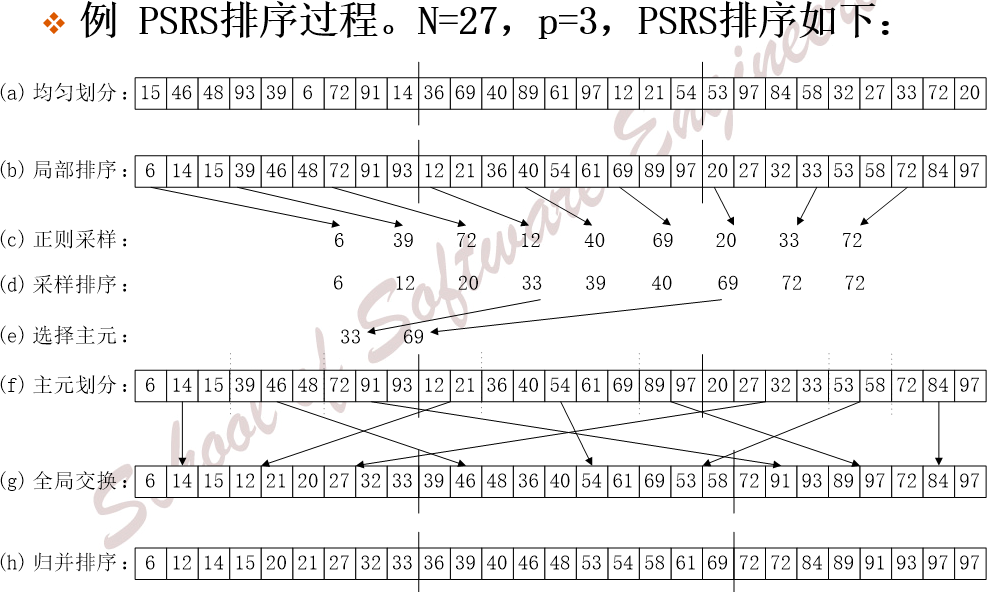 ❖ 例 PSRS排序过程。N=27，p=3，PSRS排序如下：
(a) 均匀划分: 15 46 48 93 39 6 72 91 14 36 69 40 89 61 97 12 21 54 53 97 84 58 32 27 33 72 20
(b) 局部排序: 6 14 15 39 46 48 72 91 93 12 21 36 40 54 61 69 89 97 20 27 32 33 53 58 72 84 97
(c) 正则采样: 6 39 72 12 40 69 20 33 72
(d) 采样排序: 6 12 20 33 39 40 69 72 72
(e) 选择主元: 33 69
(f) 主元划分: 6 14 15 39 46 48 72 91 93 12 21 36 40 54 61 69 89 97 20 27 32 33 53 58 72 84 97
(g) 全局交换: 6 14 15 12 21 20 27 32 33 39 46 48 36 40 54 61 69 53 58 72 91 93 89 97 72 84 97
(h) 归并排序: 6 12 14 15 20 21 27 32 33 36 39 40 46 48 53 54 58 61 69 72 72 84 89 91 93 97 97
School of Software Engineeri